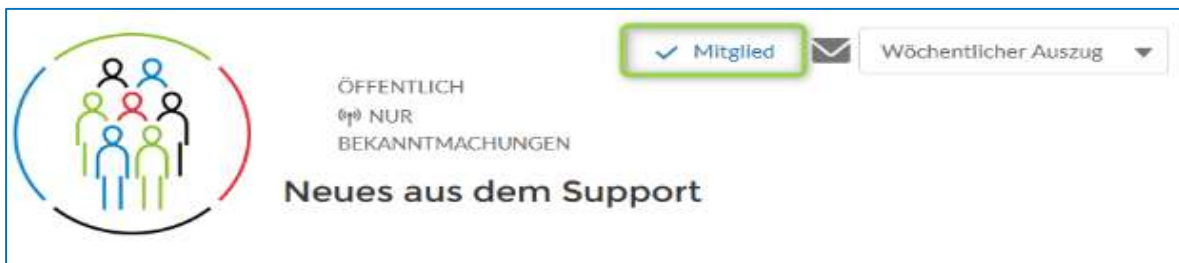 Mitglied
Wöchentlicher Auszug
ÖFFENTLICH
NUR
BEKANNTMACHUNGEN
Neues aus dem Support